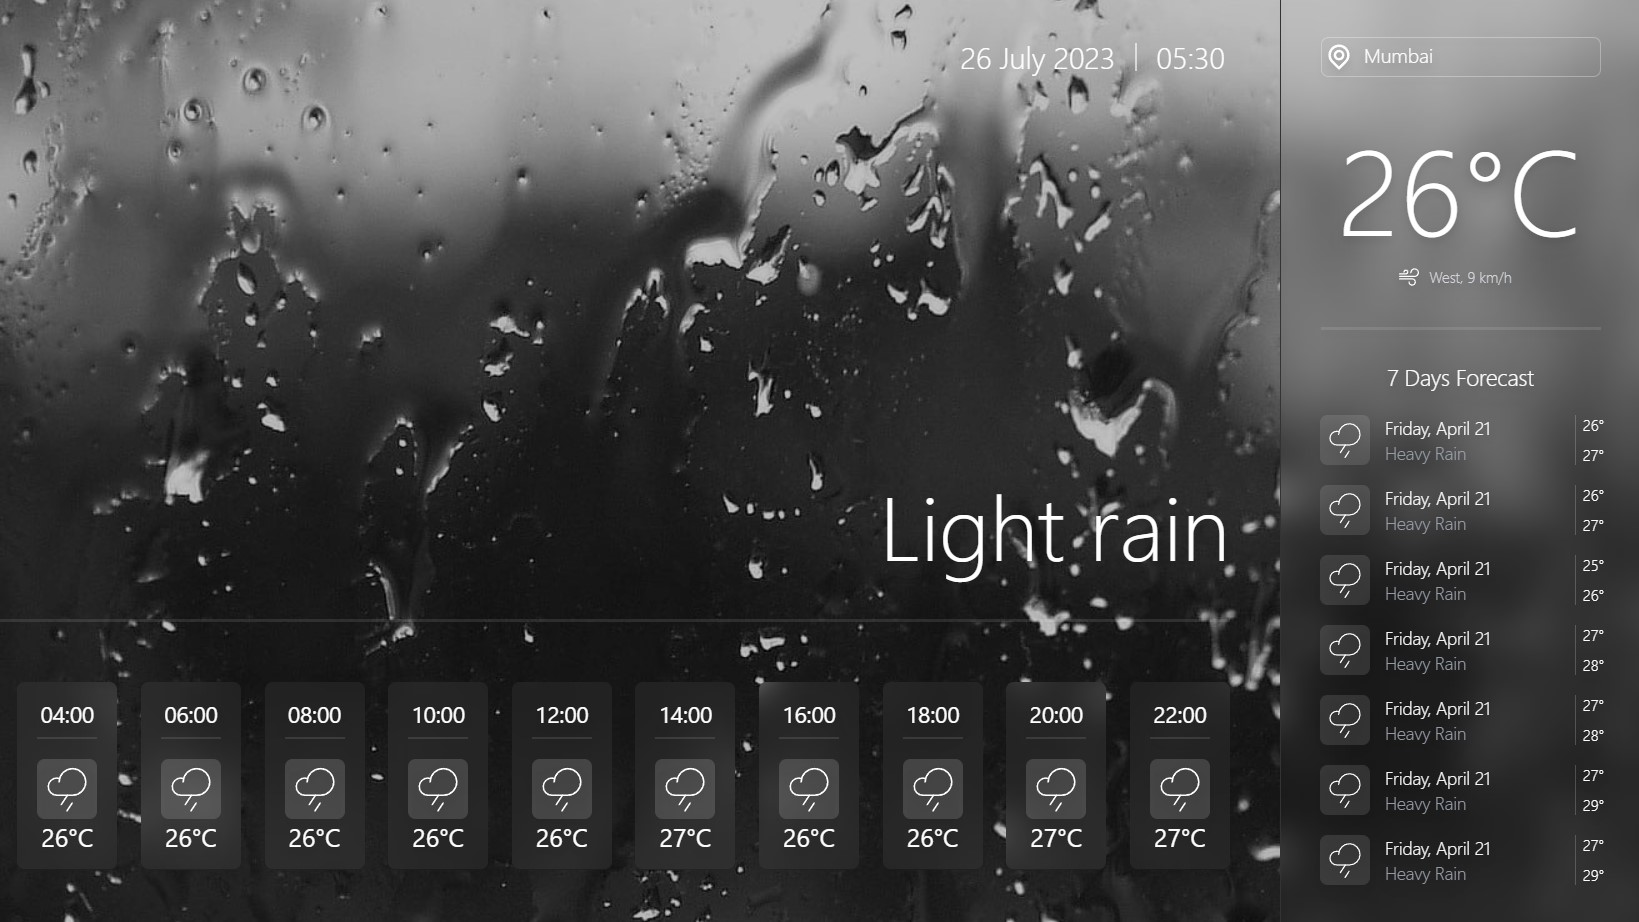 26 July 2023 | 05:30
Light rain
04:00
26°C
06:00
26°C
08:00
26°C
10:00
26°C
12:00
26°C
14:00
27°C
16:00
26°C
18:00
26°C
20:00
27°C
22:00
27°C
Mumbai
26°C
West, 9 km/h
7 Days Forecast
Friday, April 21
Heavy Rain
26°
27°
Friday, April 21
Heavy Rain
26°
27°
Friday, April 21
Heavy Rain
25°
26°
Friday, April 21
Heavy Rain
27°
28°
Friday, April 21
Heavy Rain
27°
28°
Friday, April 21
Heavy Rain
27°
29°
Friday, April 21
Heavy Rain
27°
29°